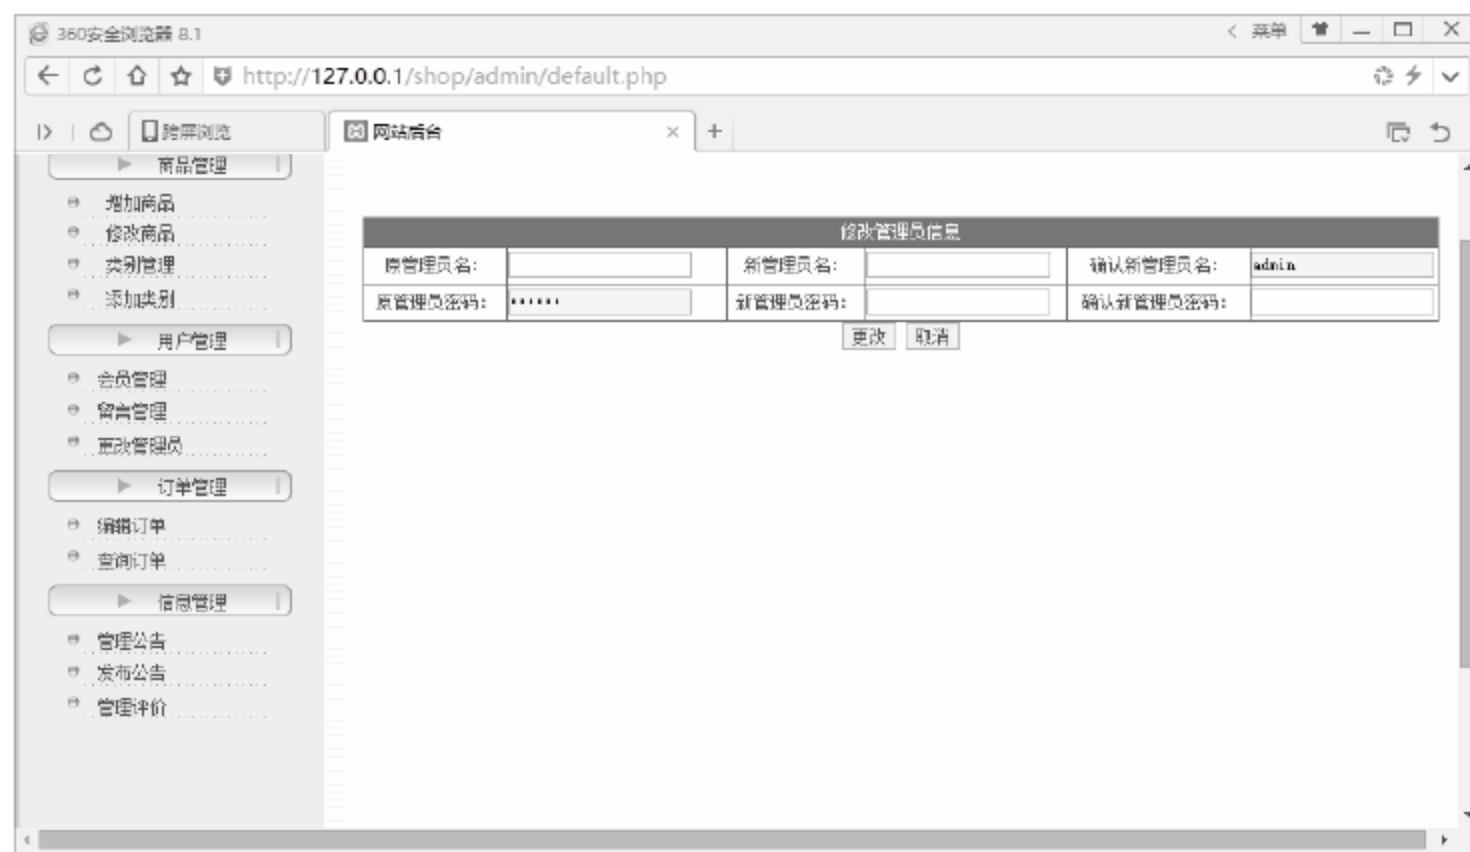 360安全浏览器 8.1
菜单
http://127.0.0.1/shop/admin/default.php
跨屏浏览
网站后台
商品管理
增加商品
修改商品
类别管理
添加类别
用户管理
会员管理
留言管理
更改管理员
订单管理
编辑订单
查询订单
信息管理
管理公告
发布公告
管理评价
修改管理员信息
原管理员名: 新管理员名: 确认新管理员名: admin
原管理员密码: •••••• 新管理员密码: 确认新管理员密码:
更改 取消